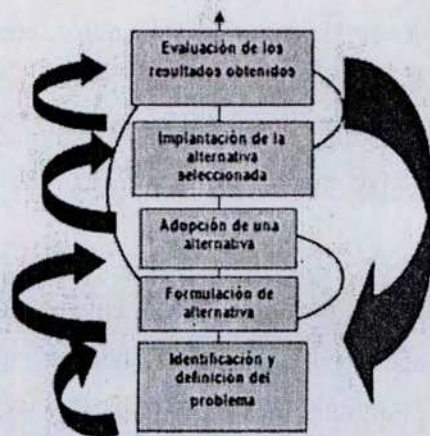 Evaluación de los
resultados obtenidos
Implantación de la
alternativa
seleccionada
Adopción de una
alternativa
Formulación de
alternativa
Identificación y
definición del
problema